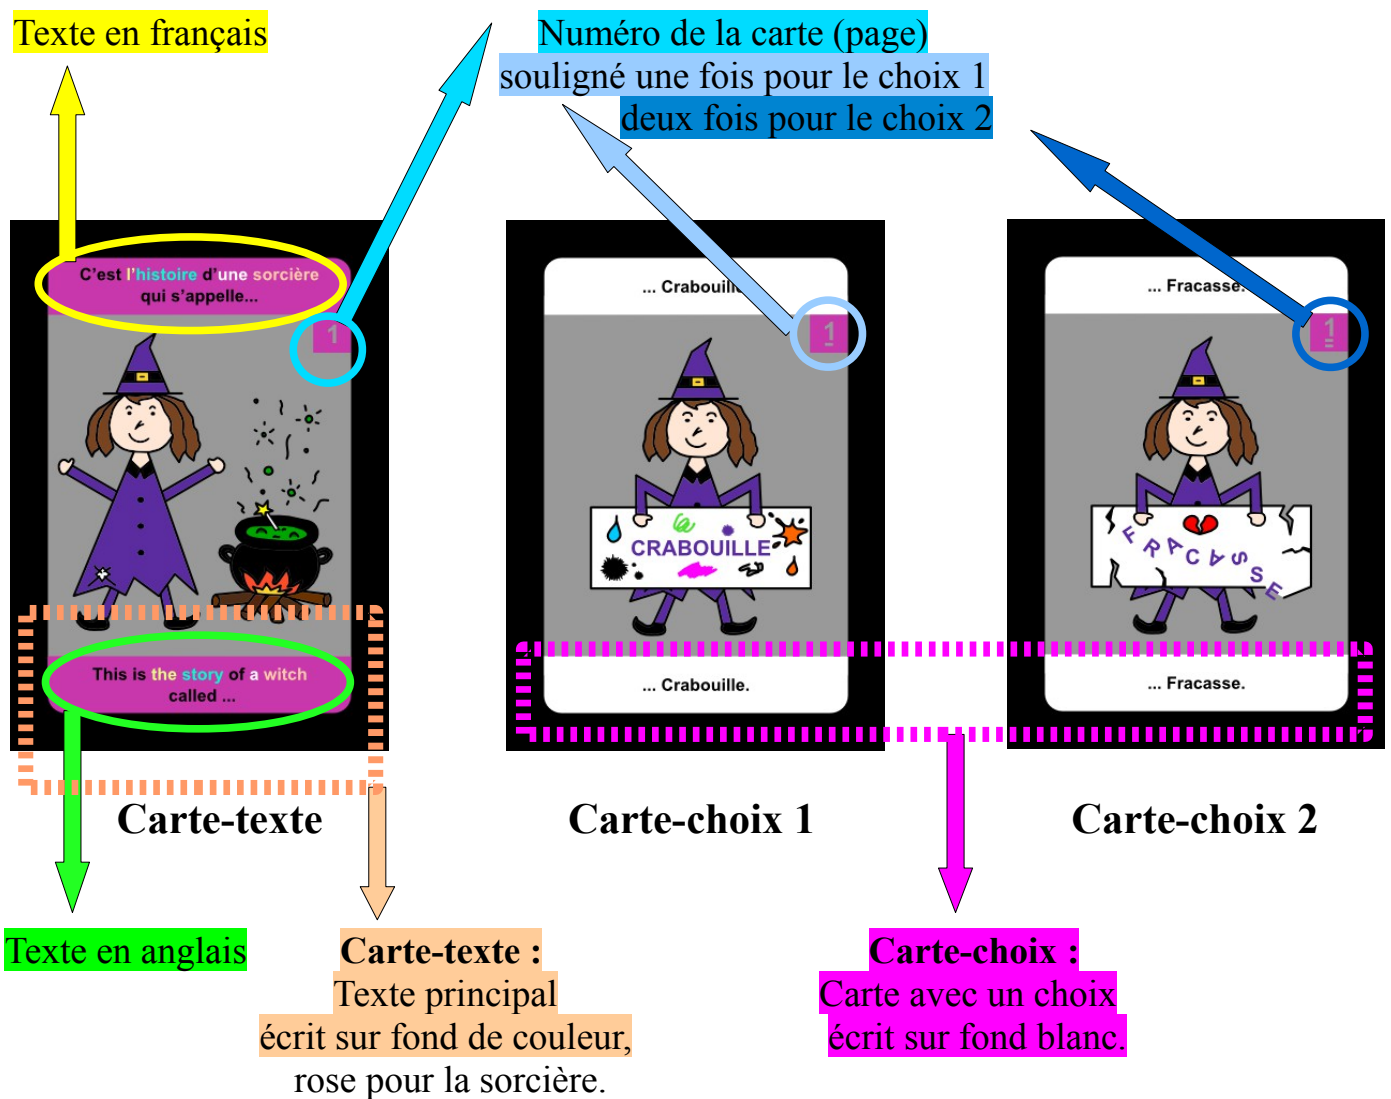 Texte en français
Numéro de la carte (page)
souligné une fois pour le choix 1
deux fois pour le choix 2
C'est l'histoire d'une sorcière
qui s'appelle...
1
This is the story of a witch
called ...
... Crabouille.
1
CRABOUILLE
... Crabouille.
... Fracasse.
1
FRACASSE
... Fracasse.
Carte-texte
Carte-choix 1
Carte-choix 2
Texte en anglais
Carte-texte :
Texte principal
écrit sur fond de couleur,
rose pour la sorcière.
Carte-choix :
Carte avec un choix
écrit sur fond blanc.